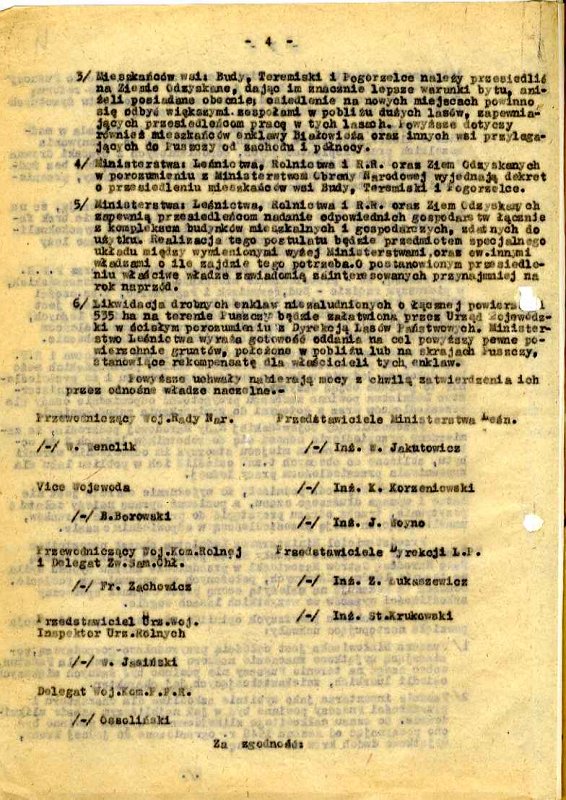 - 4 -
3/ Mieszkańców wsi: Budy, Teremiski i Pogorzelce należy przesiedlić
na Ziemie Odzyskane, dając im znacznie lepsze warunki bytu, ani-
żeli posiadane obecnie; osiedlenie na nowych miejscach powinno
się odbyć większymi zespołami w pobliżu dużych lasów, zapewnia-
jących przesiedleńcom pracę w tych lasach. Powyższe dotyczy
również mieszkańców enklawy Białowieża oraz innych wsi przylega-
jących do Puszczy od zachodu i północy.
4/ Ministerstwa: Leśnictwa, Rolnictwa i R.R. oraz Ziem Odzyskanych
w porozumieniu z Ministerstwem Obrony Narodowej wyjednają dekret
o przesiedleniu mieszkańców wsi Budy, Teremiski i Pogorzelce.
5/ Ministerstwa: Leśnictwa, Rolnictwa i R.R. oraz Ziem Odzyskanych
zapewnią przesiedleńcom nadanie odpowiednich gospodarstw łącznie
z kompleksem budynków mieszkalnych i gospodarczych, zdatnych do
użytku. Realizacja tego postulatu będzie przedmiotem specjalnego
układu między wymienionymi wyżej Ministerstwami, oraz ew.innymi
władzami o ile zajdzie tego potrzeba.O postanowionym przesiedle-
niu właściwe władze zawiadomią zainteresowanych przynajmniej na
rok naprzód.
6/ Likwidacja drobnych enklaw niezaludnionych o łącznej powierz
535 ha na terenie Puszczy będzie załatwiona przez Urząd Wojewódz-
ki w ścisłym porozumieniu z Dyrekcją Lasów Państwowych. Minister-
stwo Leśnictwa wyraża gotowość oddania na cel powyższy pewne po-
wierzchnie gruntów, położone w pobliżu lub na skrajach Puszczy,
stanowiące rekompensatę dla właścicieli tych enklaw.
Powyższe uchwały nabierają mocy z chwilą zatwierdzenia ich
przez odnośne władze naczelne.-
Przewodniczący Woj.Rady Nar. Przedstawiciele Ministerstwa Leśn.
/-/ W. Wenclik /-/ Inż. W. Jakutowicz
Vice Wojewoda /-/ Inż. K. Korzeniowski
/-/ B.Borowski /-/ Inż. J. Woyno
Przewodniczący Woj.Kom.Rolnej Przedstawiciele Dyrekcji L.P.
i Delegat Zw.Sam.Chł.
/-/ Fr. Zachowicz /-/ Inż. Z. Łukaszewicz
Przedstawiciel Urz.Woj. /-/ Inż. St.Krukowski
Inspektor Urz.Rolnych
/-/ W. Jasiński
Delegat Woj.Kom.P.P.R.
/-/ Ossoliński
Za zgodność: